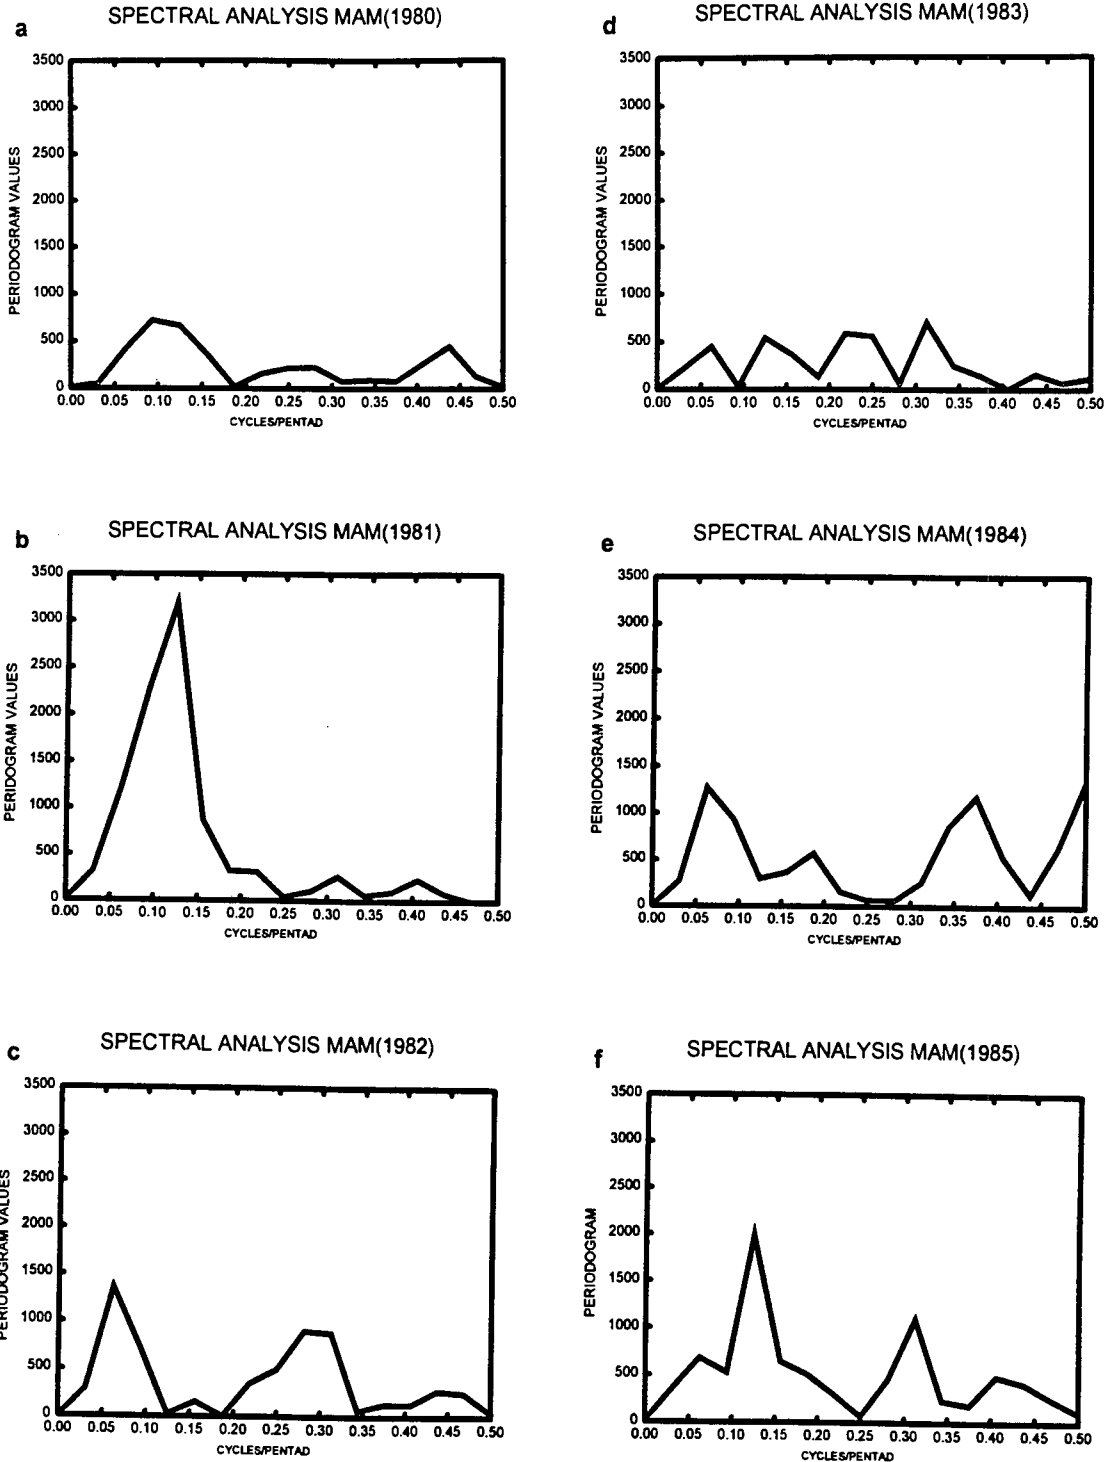 a
SPECTRAL ANALYSIS MAM(1980)
3500
3000
2500
2000
1500
1000
500
0
PERIODOGRAM VALUES
0.00 0.05 0.10 0.15 0.20 0.25 0.30 0.35 0.40 0.45 0.50
CYCLES/PENTAD
d
SPECTRAL ANALYSIS MAM(1983)
3500
3000
2500
2000
1500
1000
500
0
PERIODOGRAM VALUES
0.00 0.05 0.10 0.15 0.20 0.25 0.30 0.35 0.40 0.45 0.50
CYCLES/PENTAD
b
SPECTRAL ANALYSIS MAM(1981)
3500
3000
2500
2000
1500
1000
500
0
PERIDOGRAM VALUES
0.00 0.05 0.10 0.15 0.20 0.25 0.30 0.35 0.40 0.45 0.50
CYCLES/PENTAD
e
SPECTRAL ANALYSIS MAM(1984)
3500
3000
2500
2000
1500
1000
500
0
PERIODOGRAM VALUES
0.00 0.05 0.10 0.15 0.20 0.25 0.30 0.35 0.40 0.45 0.50
CYCLES/PENTAD
c
SPECTRAL ANALYSIS MAM(1982)
3500
3000
2500
2000
1500
1000
500
0
PERIODOGRAM VALUES
0.00 0.05 0.10 0.15 0.20 0.25 0.30 0.35 0.40 0.45 0.50
CYCLES/PENTAD
f
SPECTRAL ANALYSIS MAM(1985)
3500
3000
2500
2000
1500
1000
500
0
PERIODOGRAM
0.00 0.05 0.10 0.15 0.20 0.25 0.30 0.35 0.40 0.45 0.50
CYCLES/PENTAD